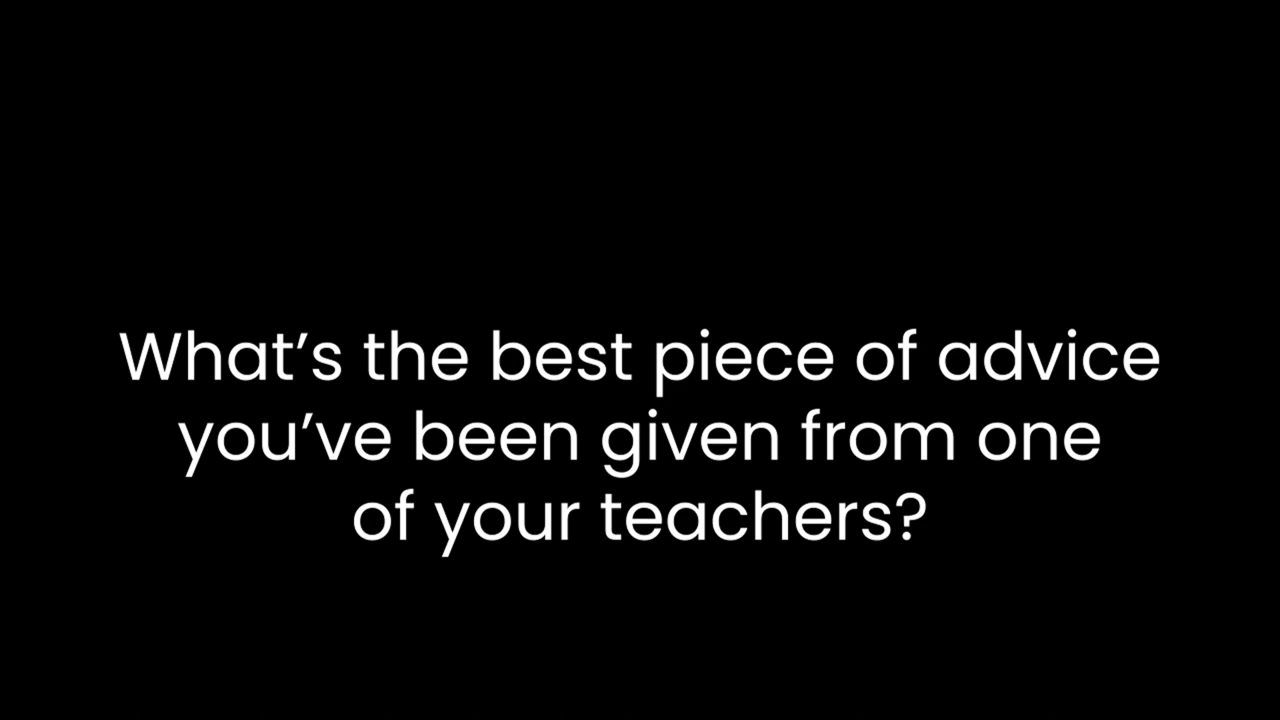 What’s the best piece of advice
you’ve been given from one
of your teachers?